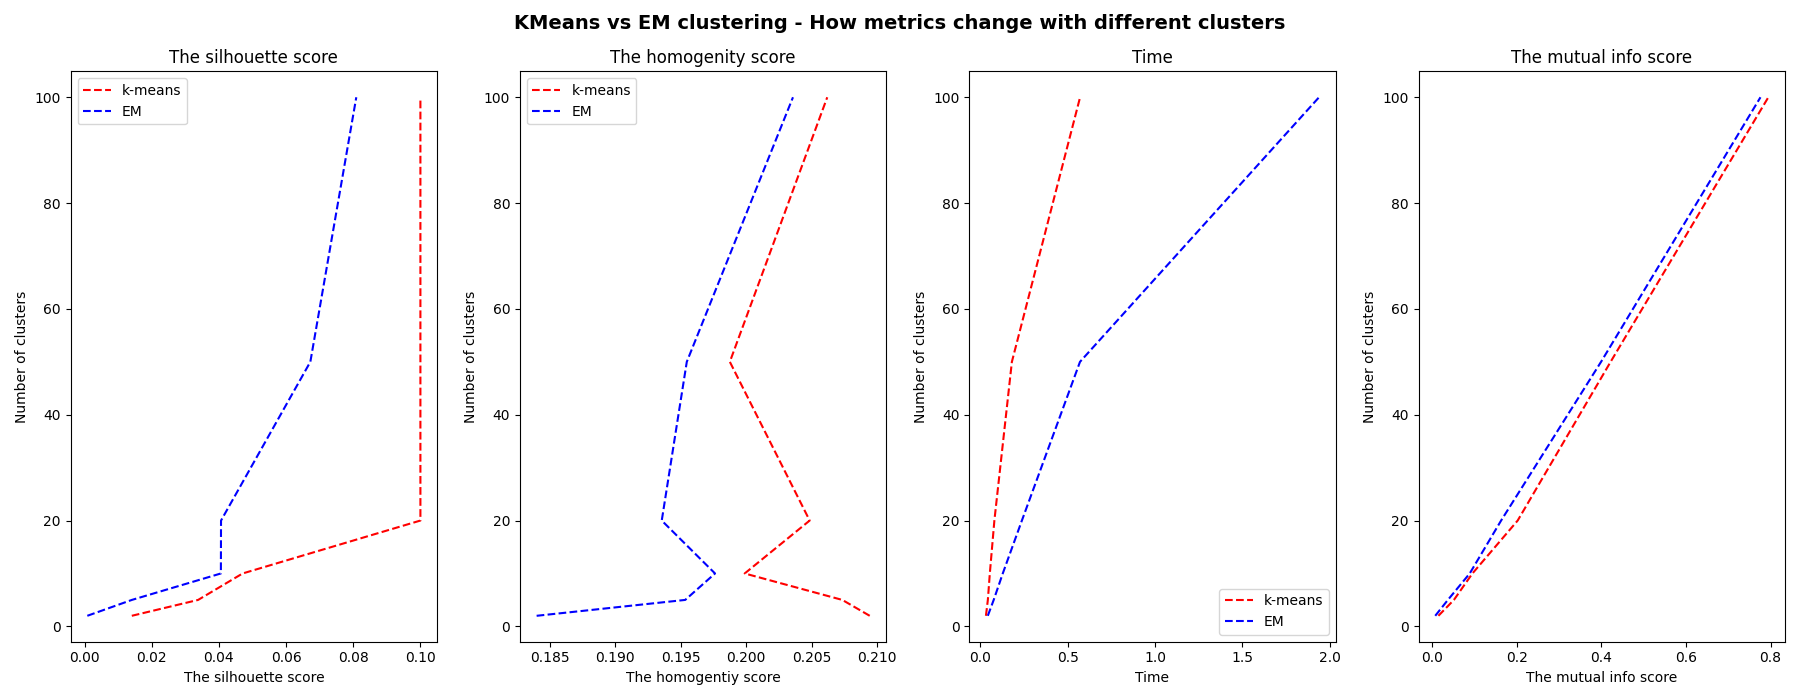 KMeans vs EM clustering - How metrics change with different clusters
The silhouette score
k-means
EM
100
80
60
40
20
0
Number of clusters
0.00 0.02 0.04 0.06 0.08 0.10
The silhouette score
The homogenity score
k-means
EM
100
80
60
40
20
0
Number of clusters
0.185 0.190 0.195 0.200 0.205 0.210
The homogentiy score
Time
100
80
60
40
20
0
Number of clusters
k-means
EM
0.0 0.5 1.0 1.5 2.0
Time
The mutual info score
100
80
60
40
20
0
Number of clusters
0.0 0.2 0.4 0.6 0.8
The mutual info score